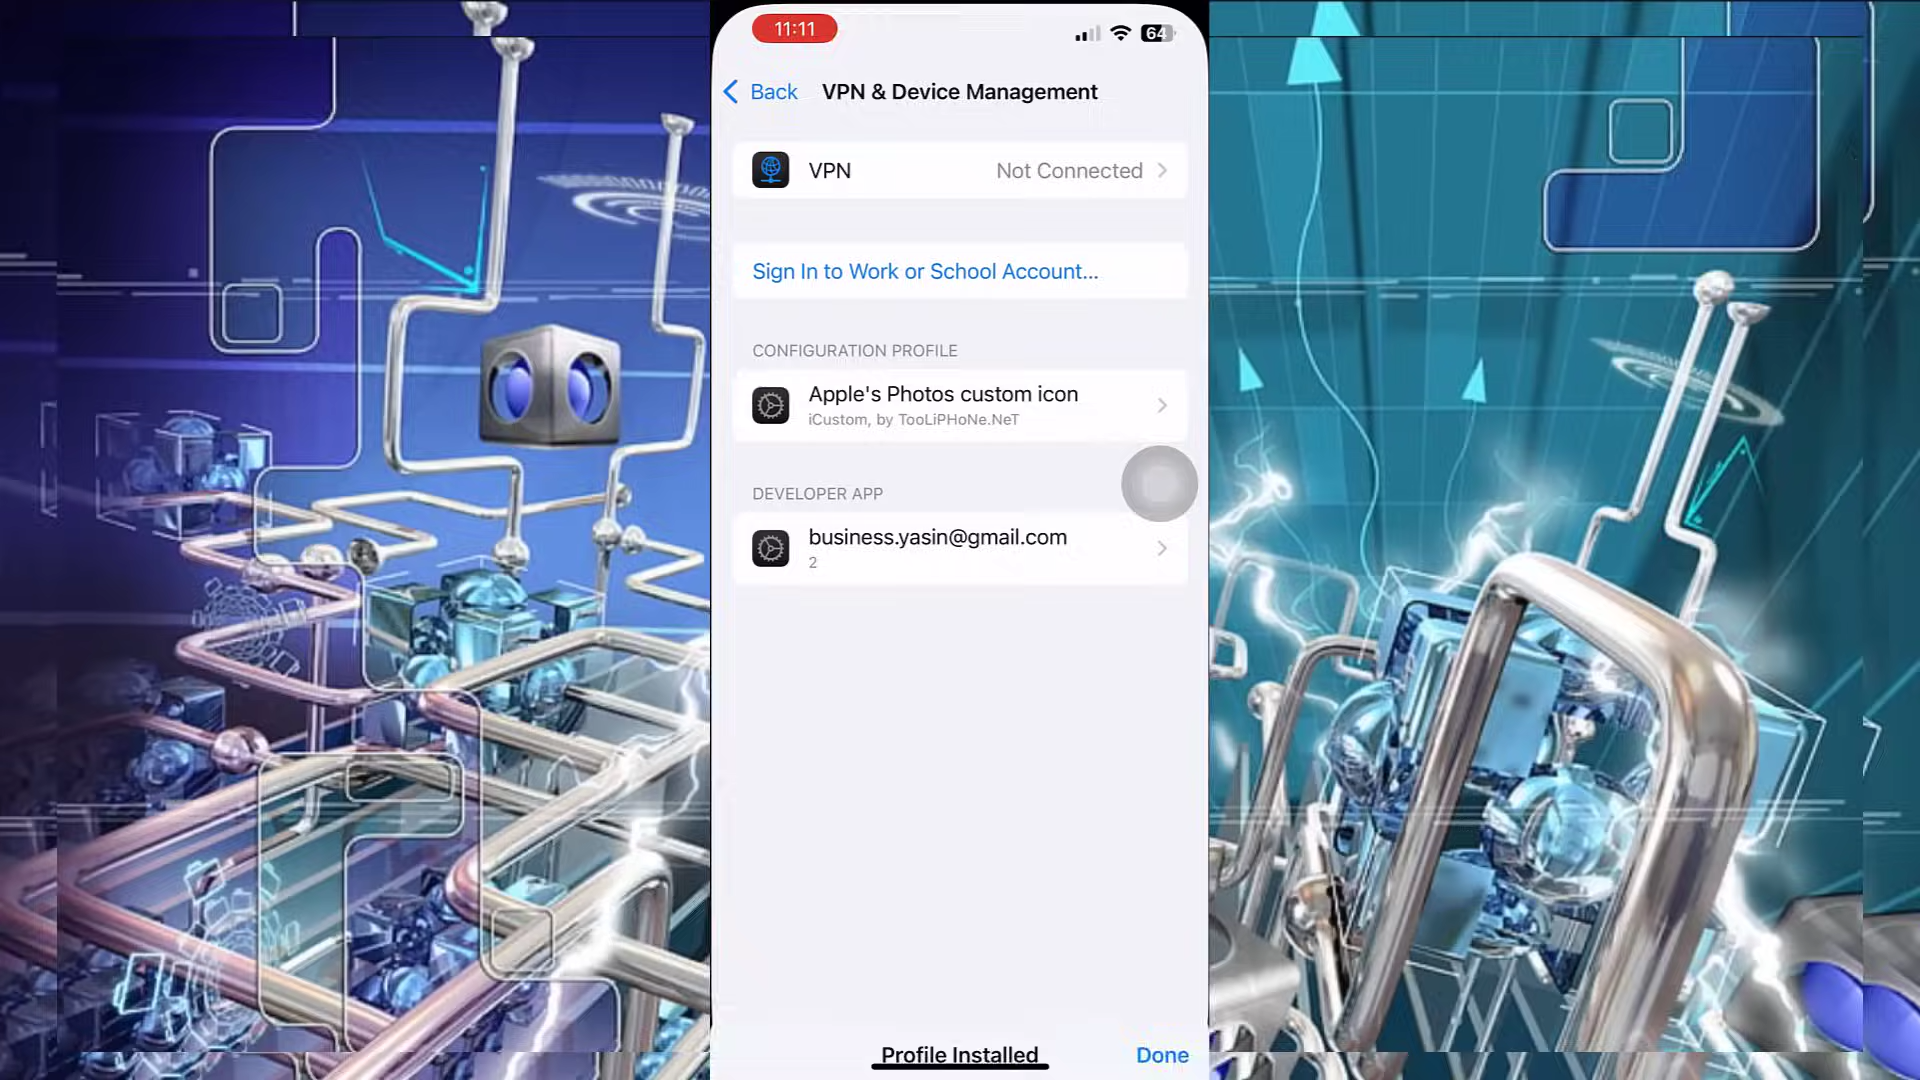 11:11
64
Back
VPN & Device Management
VPN
Not Connected
Sign In to Work or School Account...
CONFIGURATION PROFILE
Apple's Photos custom icon
iCustom, by TooLiPHoNe.NeT
DEVELOPER APP
business.yasin@gmail.com
2
Profile Installed
Done